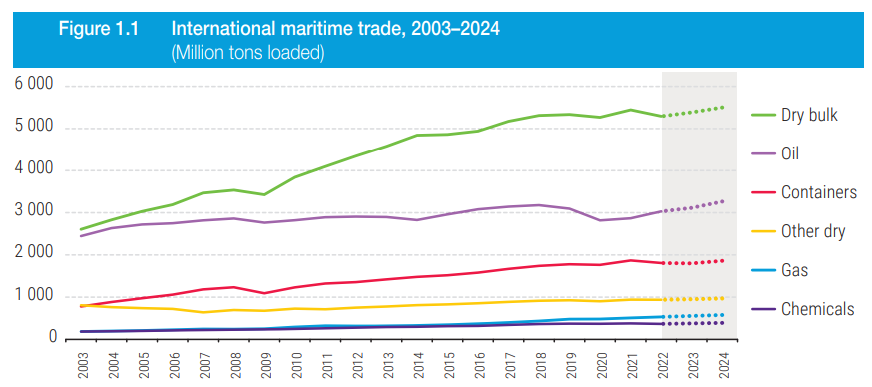 Figure 1.1 International maritime trade, 2003–2024
(Million tons loaded)
6 000
5 000
4 000
3 000
2 000
1 000
0
2003 2004 2005 2006 2007 2008 2009 2010 2011 2012 2013 2014 2015 2016 2017 2018 2019 2020 2021 2022 2023 2024
Dry bulk
Oil
Containers
Other dry
Gas
Chemicals